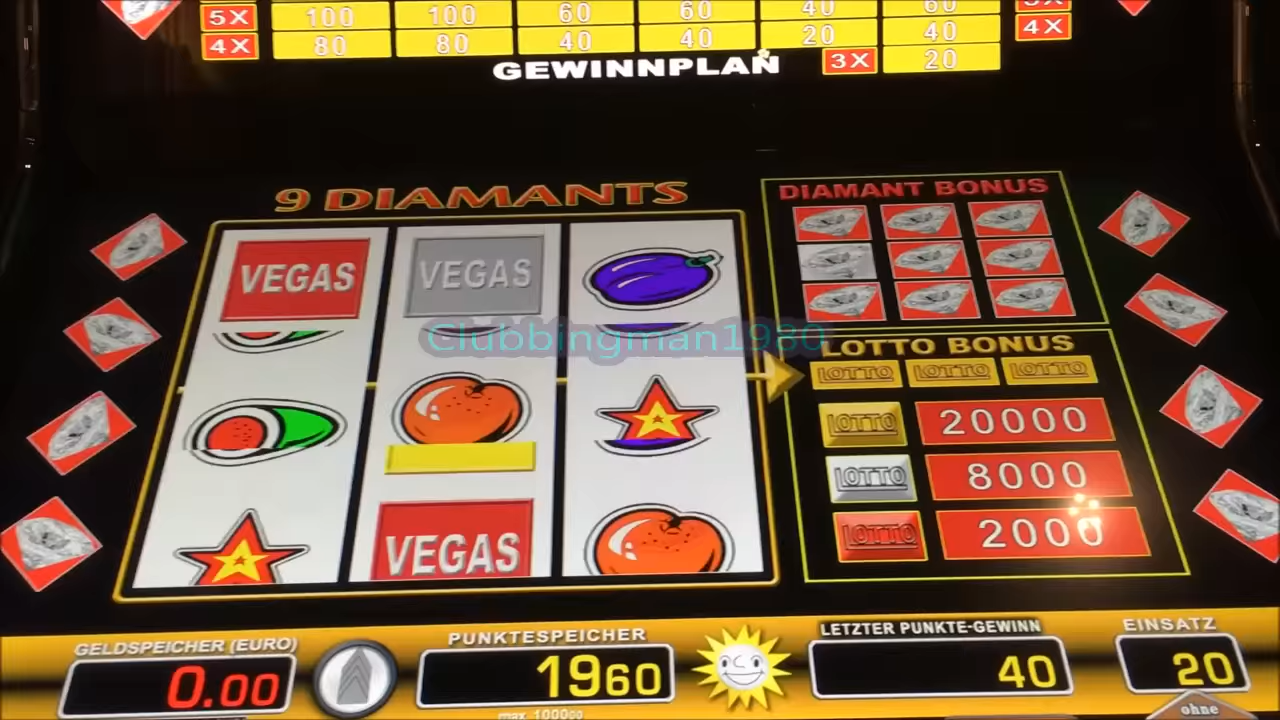 5X 100 100 60 60 40 60 5X
4X 80 80 40 40 20 40 4X
GEWINNPLAN 3X 20
9 DIAMANTS
DIAMANT BONUS
VEGAS VEGAS
Clubbingman1980
LOTTO BONUS
LOTTO LOTTO LOTTO
LOTTO 20000
LOTTO 8000
LOTTO 2000
VEGAS
GELDSPEICHER (EURO) PUNKTESPEICHER LETZTER PUNKTE-GEWINN EINSATZ
0.00 1960 40 20
max. 100000 ohne